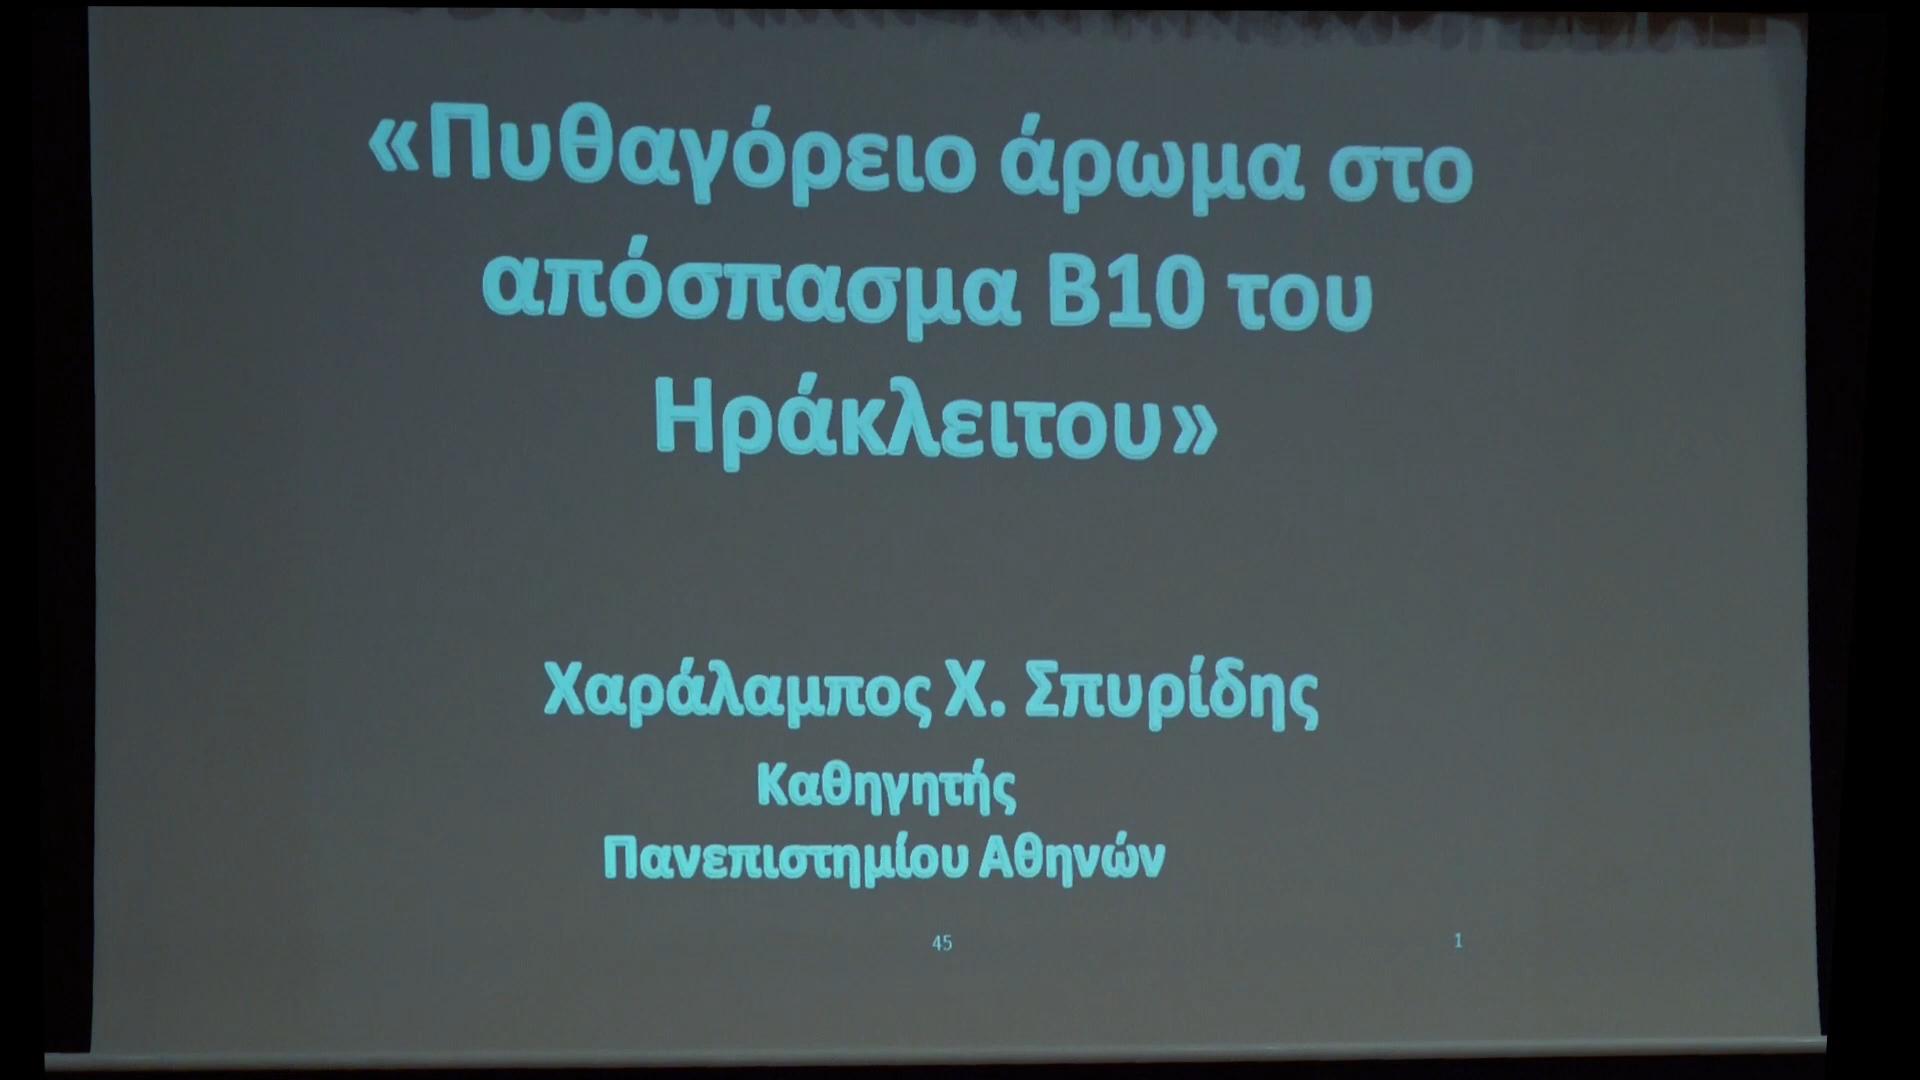 «Πυθαγόρειο άρωμα στο
απόσπασμα Β10 του
Ηράκλειτου»
Χαράλαμπος Χ. Σπυρίδης
Καθηγητής
Πανεπιστημίου Αθηνών
45 1